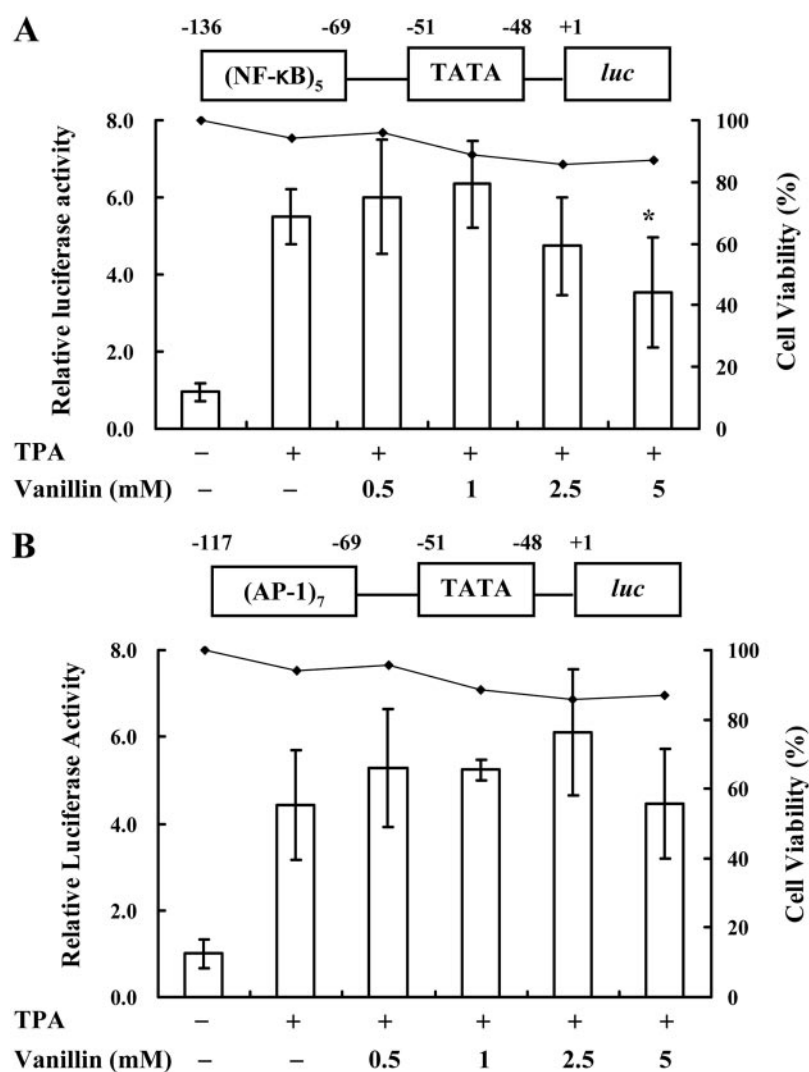 A
-136 -69 -51 -48 +1
(NF-κB)5 TATA luc
8.0 100
6.0 80
4.0 60
2.0 40
0.0 20
0
Relative luciferase activity
Cell Viability (%)
*
TPA − + + + + +
Vanillin (mM) − − 0.5 1 2.5 5
B
-117 -69 -51 -48 +1
(AP-1)7 TATA luc
8.0 100
6.0 80
4.0 60
2.0 40
0.0 20
0
Relative Luciferase Activity
Cell Viability (%)
TPA − + + + + +
Vanillin (mM) − − 0.5 1 2.5 5